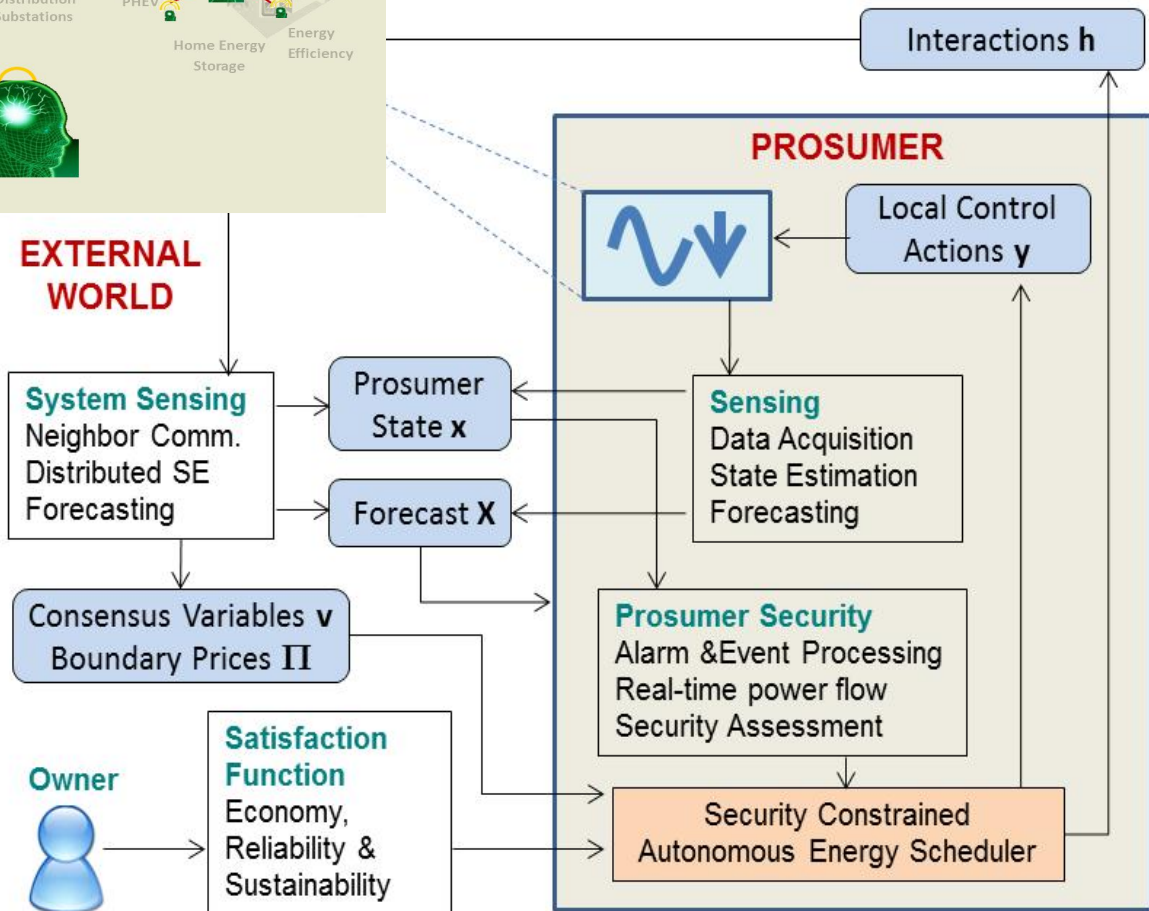 PHEV
Substations
Home Energy
Storage
Energy
Efficiency
Interactions h
PROSUMER
Local Control
Actions y
EXTERNAL
WORLD
System Sensing
Neighbor Comm.
Distributed SE
Forecasting
Prosumer
State x
Forecast X
Sensing
Data Acquisition
State Estimation
Forecasting
Consensus Variables v
Boundary Prices Π
Prosumer Security
Alarm &Event Processing
Real-time power flow
Security Assessment
Owner
Satisfaction
Function
Economy,
Reliability &
Sustainability
Security Constrained
Autonomous Energy Scheduler